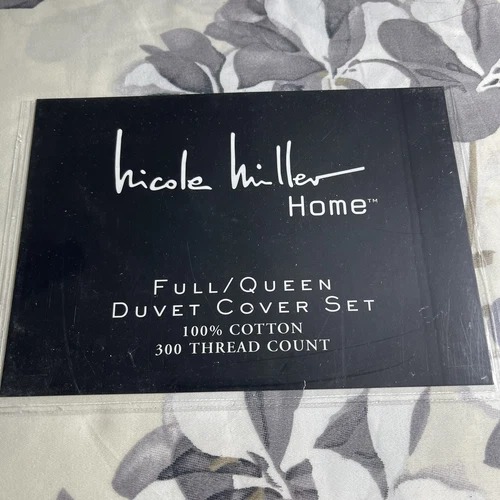 Nicole Miller
Home™
FULL/QUEEN
DUVET COVER SET
100% COTTON
300 THREAD COUNT